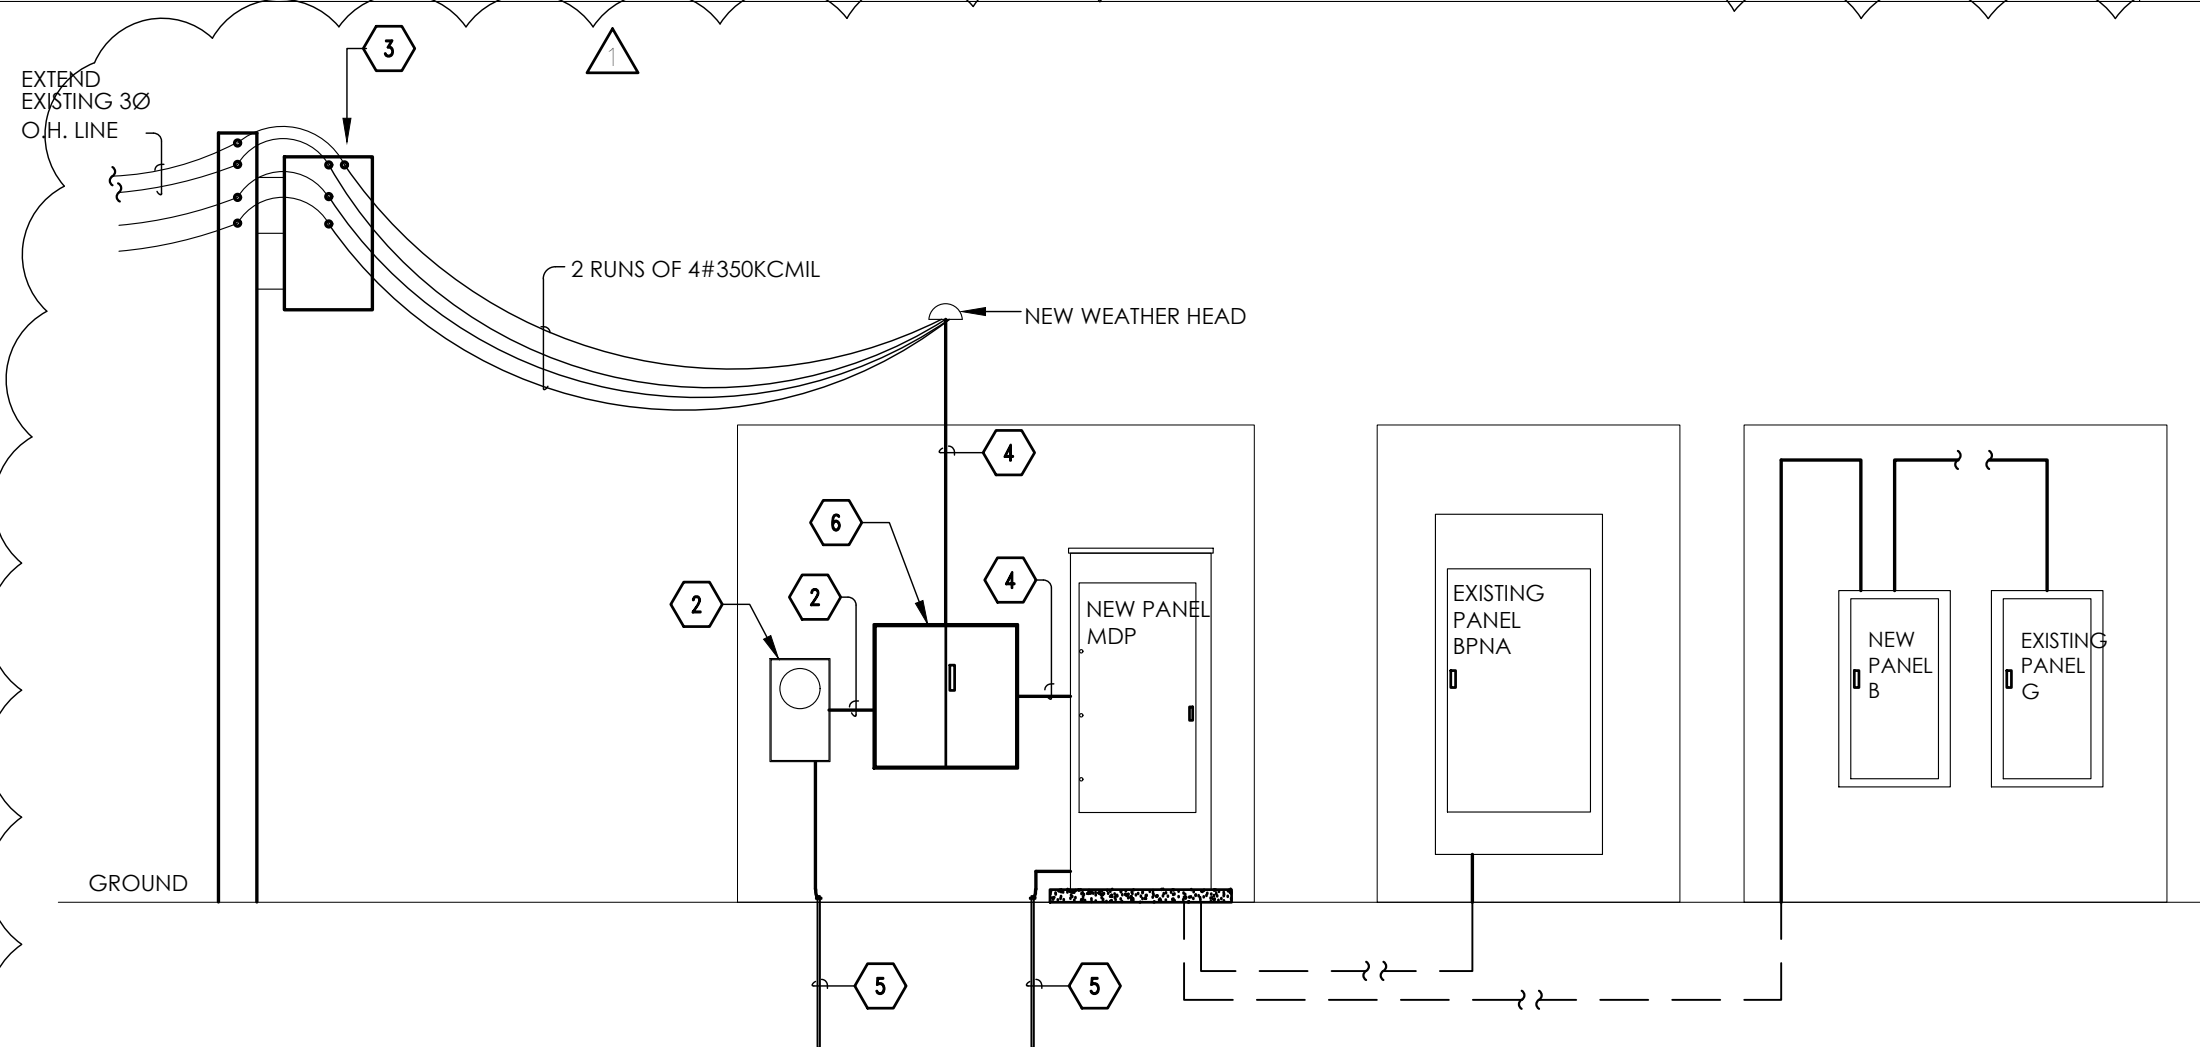 3
1
EXTEND
EXISTING 3Ø
O.H. LINE
2 RUNS OF 4#350KCMIL
NEW WEATHER HEAD
4
6
4
2
2
NEW PANEL
MDP
EXISTING
PANEL
BPNA
NEW
PANEL
B
EXISTING
PANEL
G
GROUND
5
5